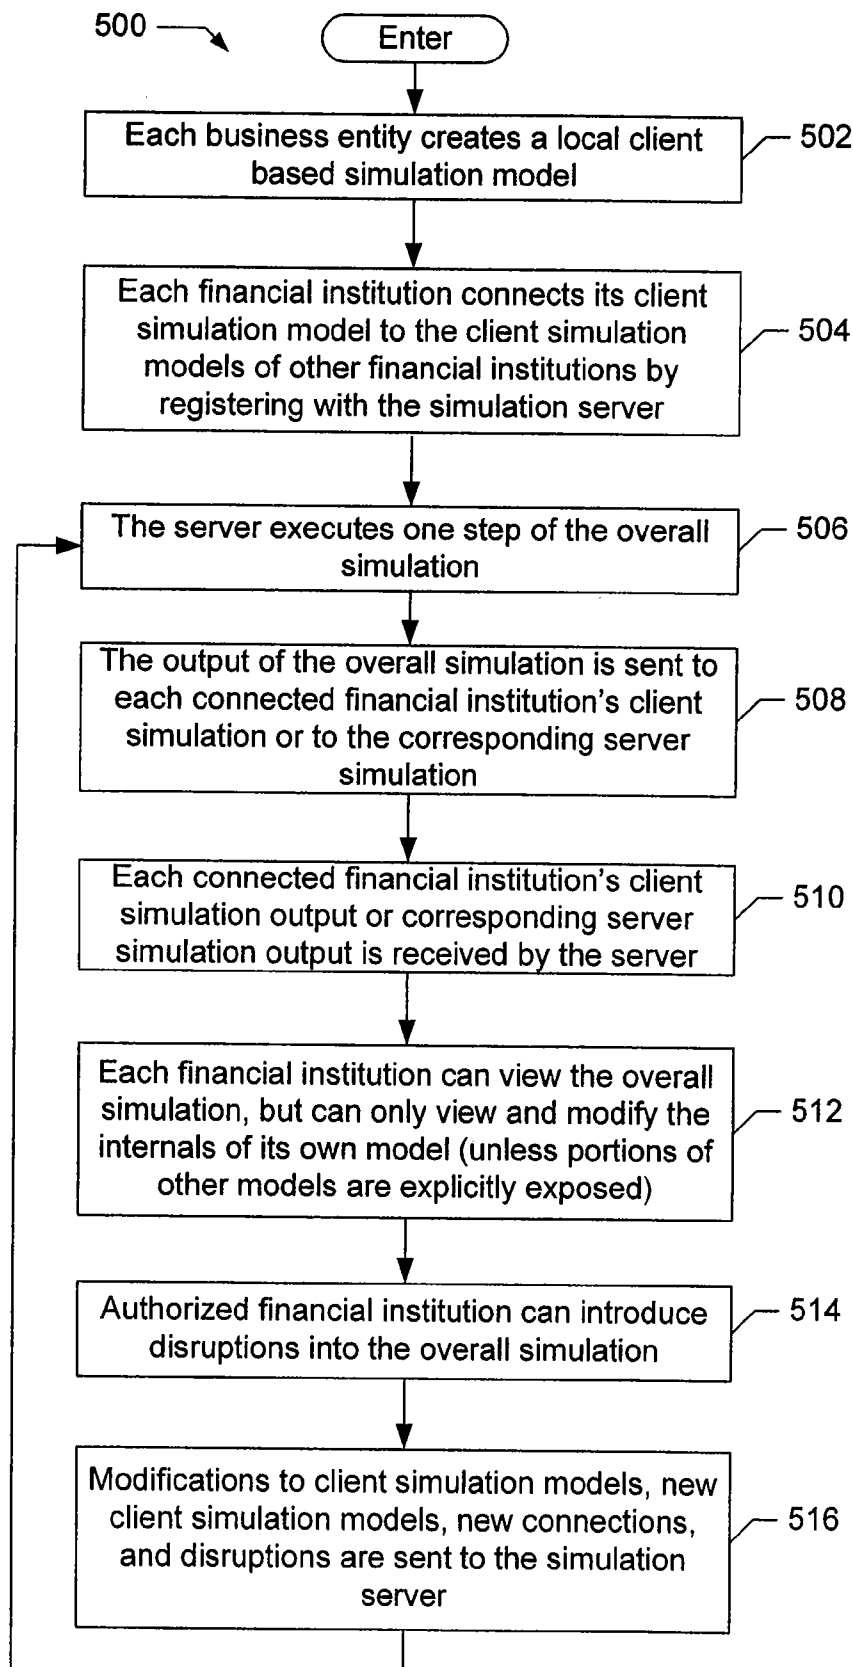 500
Enter
Each business entity creates a local client
based simulation model
502
Each financial institution connects its client
simulation model to the client simulation
models of other financial institutions by
registering with the simulation server
504
The server executes one step of the overall
simulation
506
The output of the overall simulation is sent to
each connected financial institution's client
simulation or to the corresponding server
simulation
508
Each connected financial institution's client
simulation output or corresponding server
simulation output is received by the server
510
Each financial institution can view the overall
simulation, but can only view and modify the
internals of its own model (unless portions of
other models are explicitly exposed)
512
Authorized financial institution can introduce
disruptions into the overall simulation
514
Modifications to client simulation models, new
client simulation models, new connections,
and disruptions are sent to the simulation
server
516